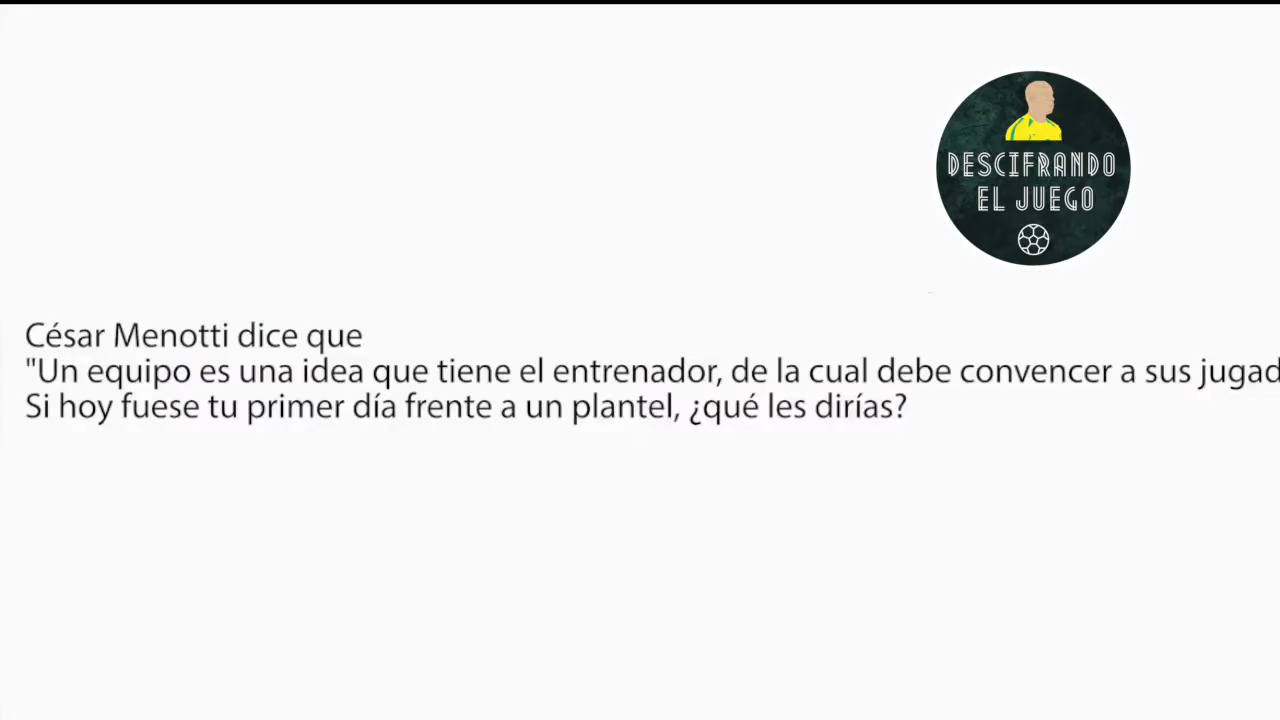 DESCIFRANDO
EL JUEGO
César Menotti dice que
"Un equipo es una idea que tiene el entrenador, de la cual debe convencer a sus jugad
Si hoy fuese tu primer día frente a un plantel, ¿qué les dirías?